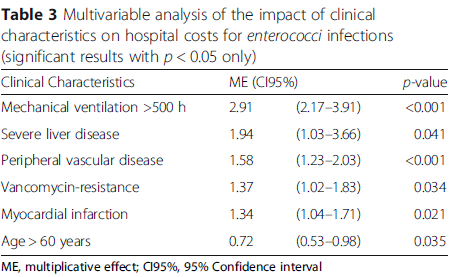 Table 3 Multivariable analysis of the impact of clinical
characteristics on hospital costs for enterococci infections
(significant results with p < 0.05 only)
Clinical Characteristics ME (CI95%) p-value
Mechanical ventilation >500 h 2.91 (2.17–3.91) <0.001
Severe liver disease 1.94 (1.03–3.66) 0.041
Peripheral vascular disease 1.58 (1.23–2.03) <0.001
Vancomycin-resistance 1.37 (1.02–1.83) 0.034
Myocardial infarction 1.34 (1.04–1.71) 0.021
Age > 60 years 0.72 (0.53–0.98) 0.035
ME, multiplicative effect; CI95%, 95% Confidence interval